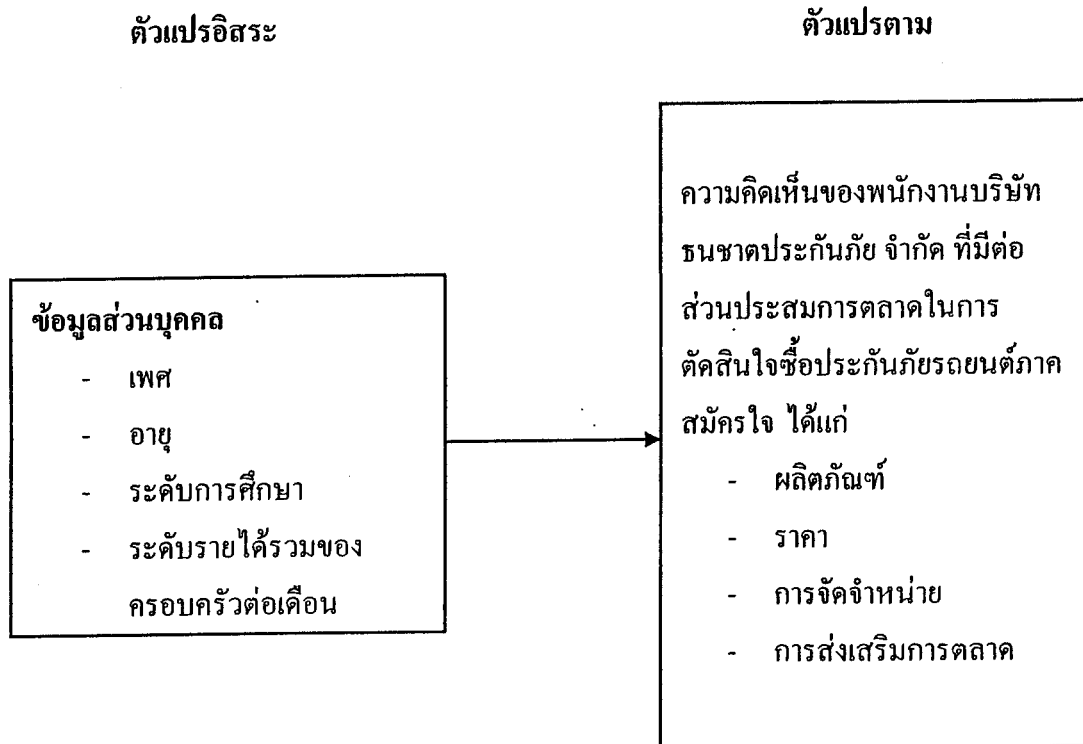 ตัวแปรอิสระ
ตัวแปรตาม
ข้อมูลส่วนบุคคล
- เพศ
- อายุ
- ระดับการศึกษา
- ระดับรายได้รวมของ
ครอบครัวต่อเดือน
ความคิดเห็นของพนักงานบริษัท
ธนชาตประกันภัย จำกัด ที่มีต่อ
ส่วนประสมการตลาดในการ
ตัดสินใจซื้อประกันภัยรถยนต์ภาค
สมัครใจ ได้แก่
- ผลิตภัณฑ์
- ราคา
- การจัดจำหน่าย
- การส่งเสริมการตลาด